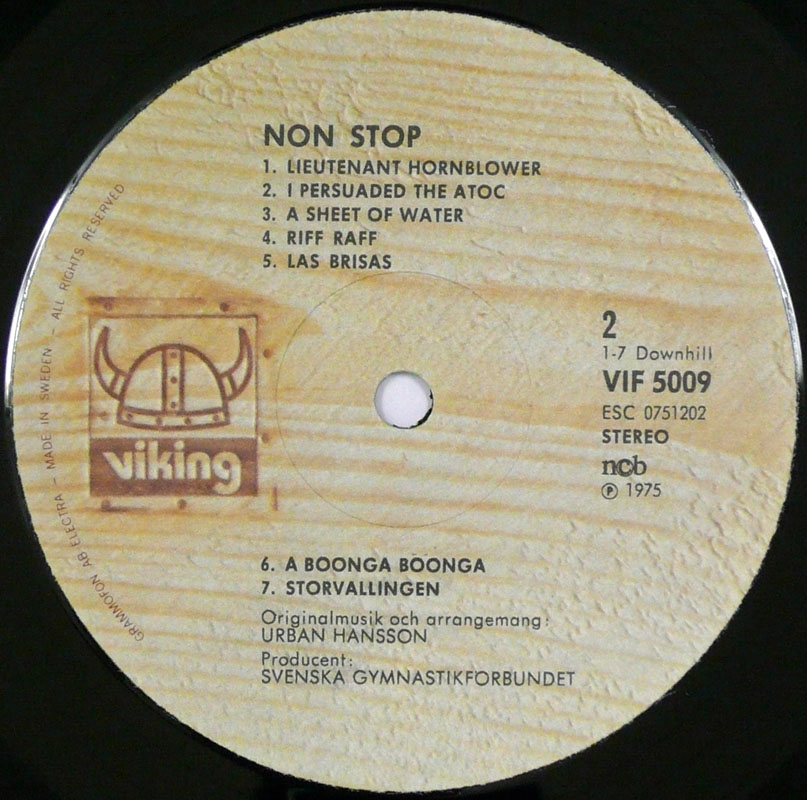 NON STOP
1. LIEUTENANT HORNBLOWER
2. I PERSUADED THE ATOC
3. A SHEET OF WATER
4. RIFF RAFF
5. LAS BRISAS
GRAMMOFON AB ELECTRA – MADE IN SWEDEN – ALL RIGHTS RESERVED
viking
2
1-7 Downhill
VIF 5009
ESC 0751202
STEREO
ncb
Ⓟ 1975
6. A BOONGA BOONGA
7. STORVALLINGEN
Originalmusik och arrangemang:
URBAN HANSSON
Producent:
SVENSKA GYMNASTIKFÖRBUNDET